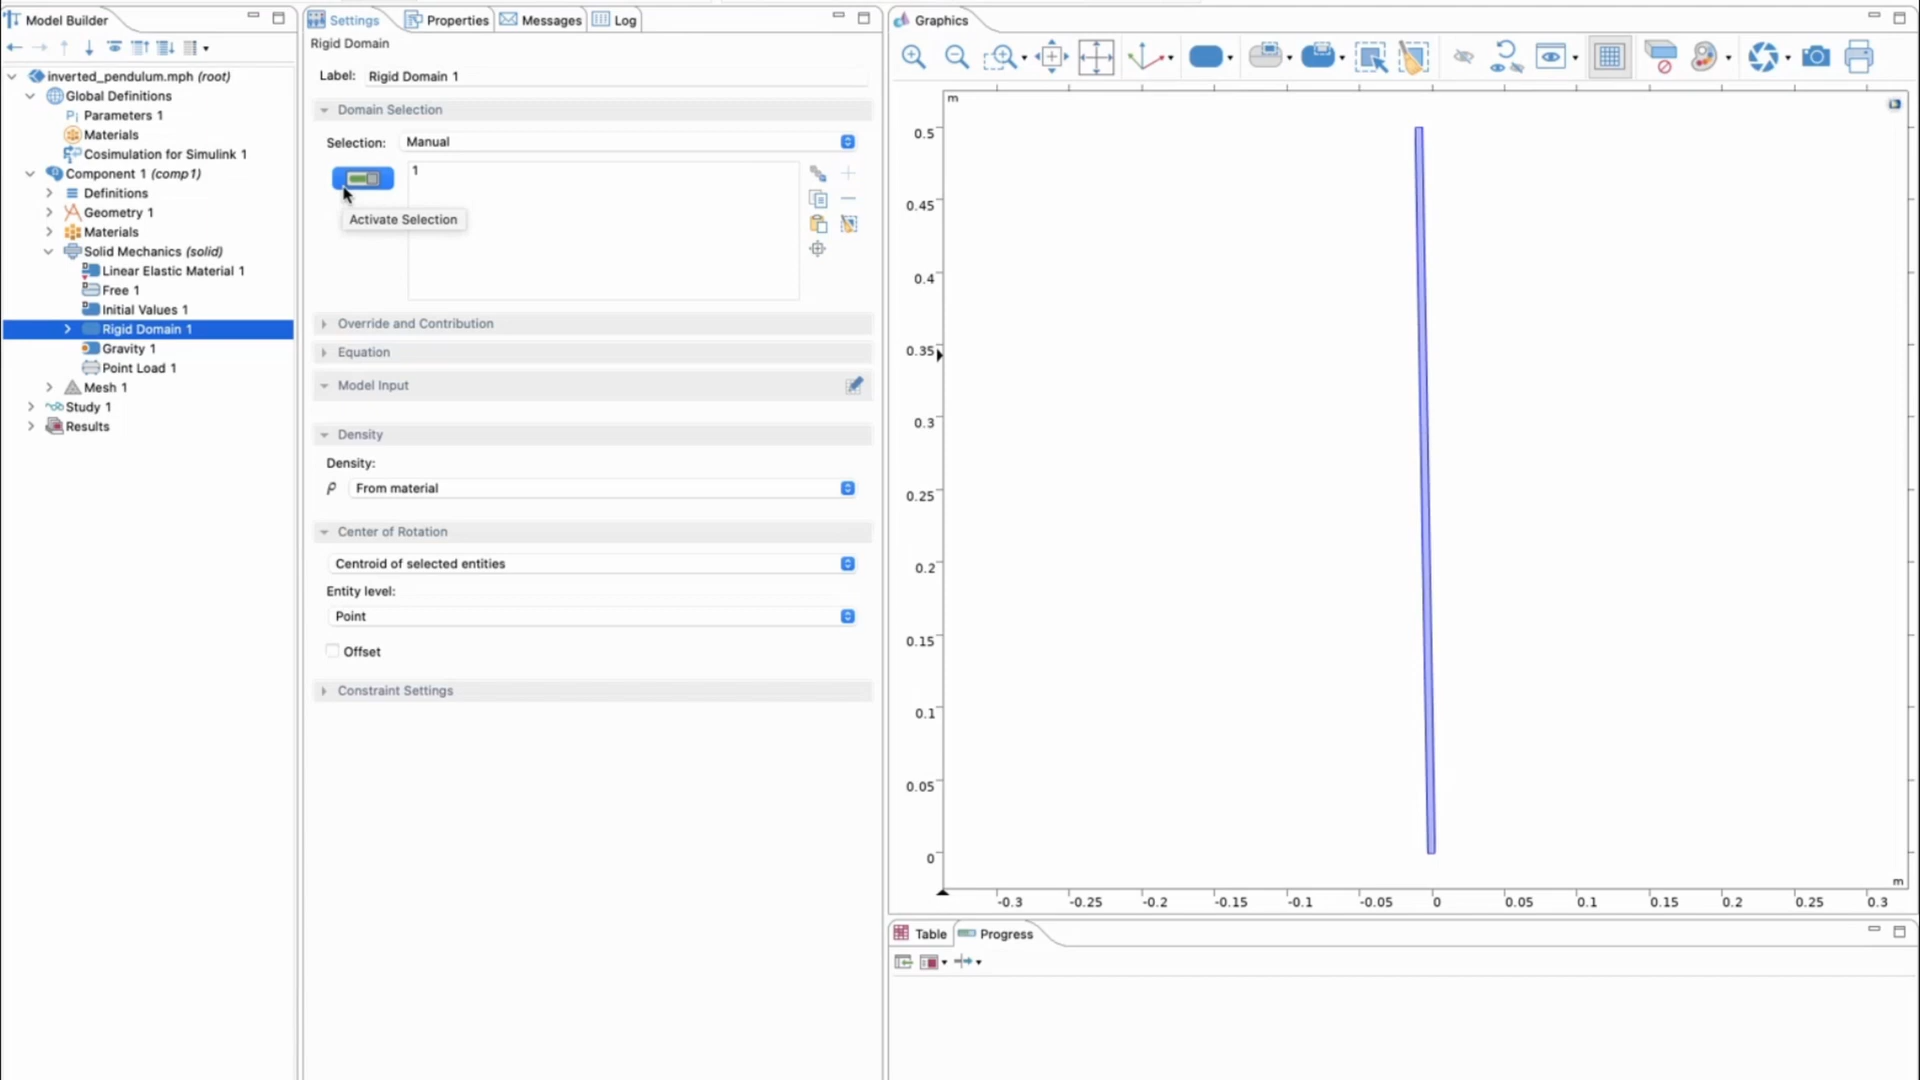 Model Builder
inverted_pendulum.mph (root)
Global Definitions
Pi Parameters 1
Materials
Cosimulation for Simulink 1
Component 1 (comp1)
Definitions
Geometry 1
Materials
Solid Mechanics (solid)
Linear Elastic Material 1
Free 1
Initial Values 1
Rigid Domain 1
Gravity 1
Point Load 1
Mesh 1
Study 1
Results
Settings
Properties
Messages
Log
Rigid Domain
Label: Rigid Domain 1
Domain Selection
Selection: Manual
1
Activate Selection
Override and Contribution
Equation
Model Input
Density
Density:
ρ From material
Center of Rotation
Centroid of selected entities
Entity level:
Point
Offset
Constraint Settings
Graphics
m
0.5
0.45
0.4
0.35
0.3
0.25
0.2
0.15
0.1
0.05
0
m
-0.3 -0.25 -0.2 -0.15 -0.1 -0.05 0 0.05 0.1 0.15 0.2 0.25 0.3
Table
Progress